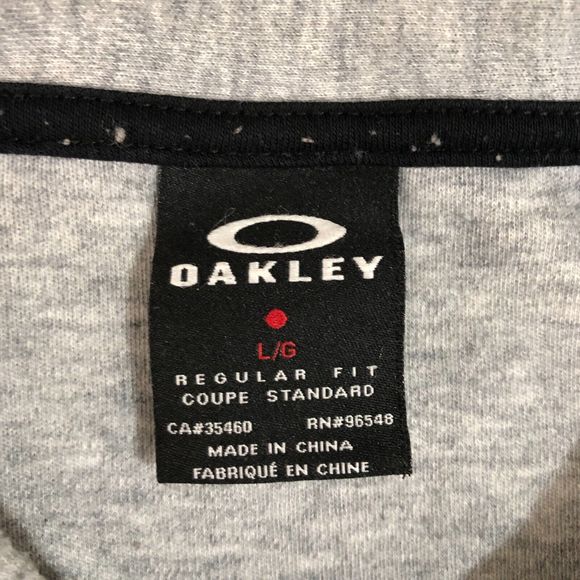 OAKLEY
L/G
REGULAR FIT
COUPE STANDARD
CA#35460 RN#96548
MADE IN CHINA
FABRIQUÉ EN CHINE